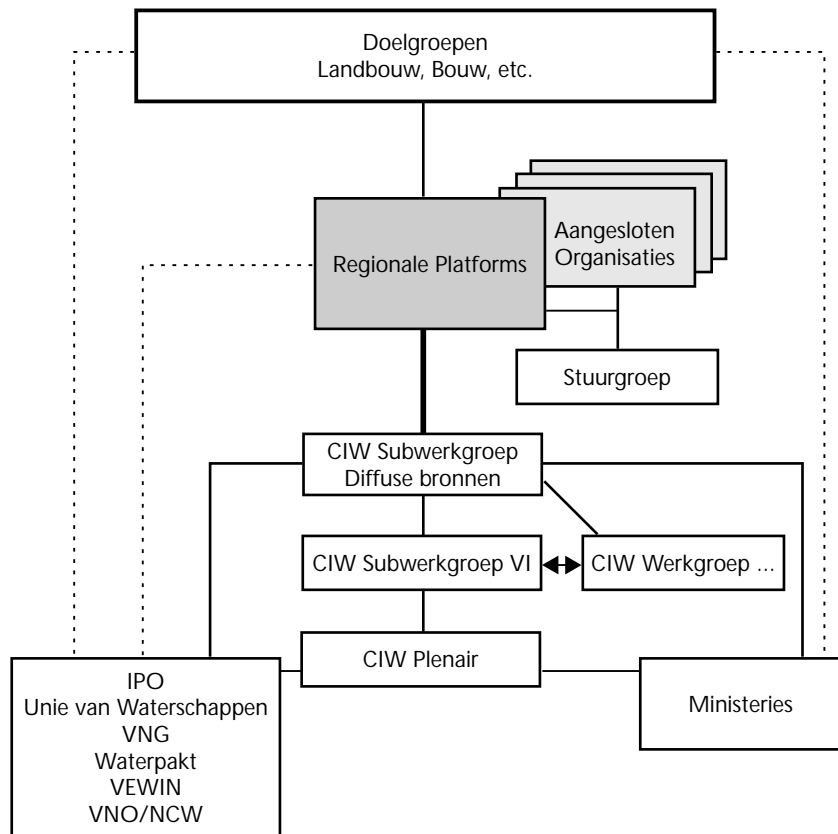 Doelgroepen
Landbouw, Bouw, etc.
Regionale Platforms
Aangesloten
Organisaties
Stuurgroep
CIW Subwerkgroep
Diffuse bronnen
CIW Subwerkgroep VI
CIW Werkgroep ...
CIW Plenair
IPO
Unie van Waterschappen
VNG
Waterpakt
VEWIN
VNO/NCW
Ministeries